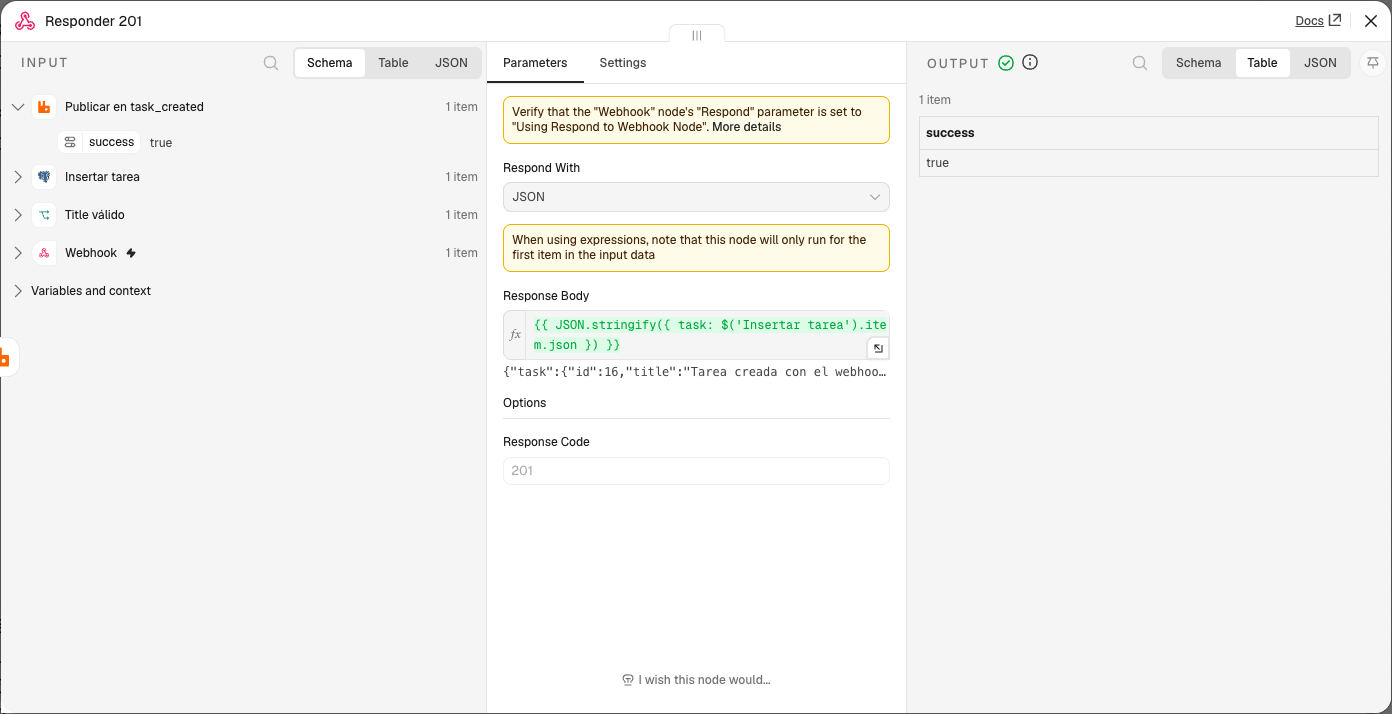 Responder 201
Docs
INPUT
Schema
Table
JSON
Publicar en task_created
1 item
success
true
Insertar tarea
1 item
Title válido
1 item
Webhook
1 item
Variables and context
Parameters
Settings
Verify that the "Webhook" node's "Respond" parameter is set to
"Using Respond to Webhook Node". More details
Respond With
JSON
When using expressions, note that this node will only run for the
first item in the input data
Response Body
fx
{{ JSON.stringify({ task: $('Insertar tarea').ite
m.json }) }}
{"task":{"id":16,"title":"Tarea creada con el webhoo…
Options
Response Code
201
I wish this node would...
OUTPUT
Schema
Table
JSON
1 item
success
true